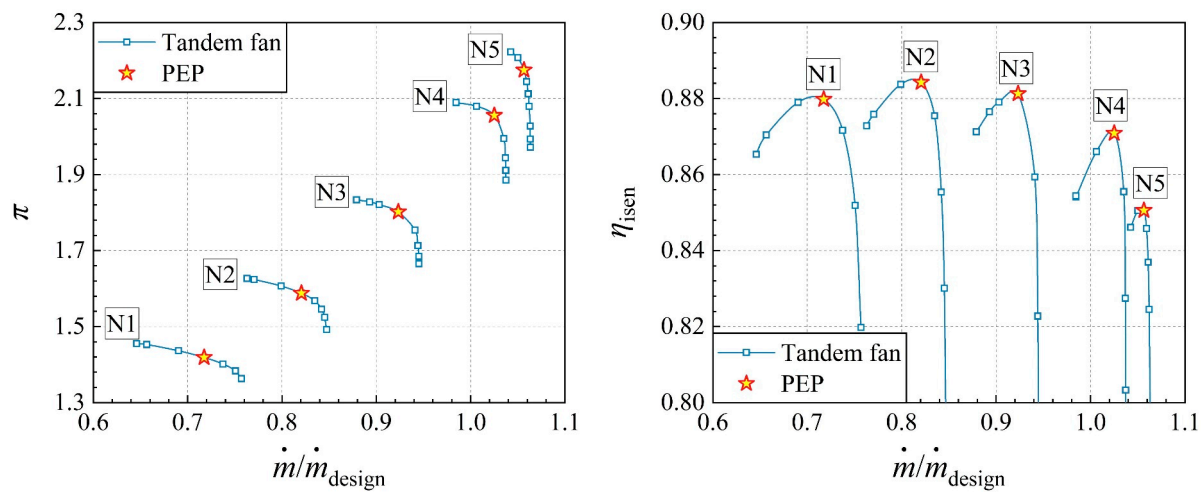 2.3
2.1
1.9
1.7
1.5
1.3
π
Tandem fan
PEP
N5
N4
N3
N2
N1
0.6 0.7 0.8 0.9 1.0 1.1
ṁ/ṁdesign
0.90
0.88
0.86
0.84
0.82
0.80
ηisen
N1
N2
N3
N4
N5
Tandem fan
PEP
0.6 0.7 0.8 0.9 1.0 1.1
ṁ/ṁdesign